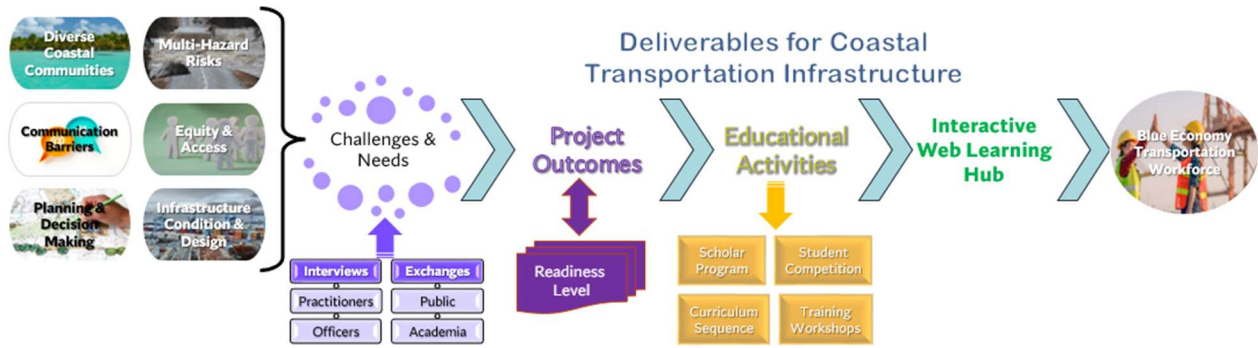 Deliverables for Coastal
Transportation Infrastructure
Diverse
Coastal
Communities
Multi-Hazard
Risks
Communication
Barriers
Equity &
Access
Planning &
Decision
Making
Infrastructure
Condition &
Design
Challenges &
Needs
Interviews
Exchanges
Practitioners
Public
Officers
Academia
Project
Outcomes
Readiness
Level
Educational
Activities
Scholar
Program
Student
Competition
Curriculum
Sequence
Training
Workshops
Interactive
Web Learning
Hub
Blue Economy
Transportation
Workforce